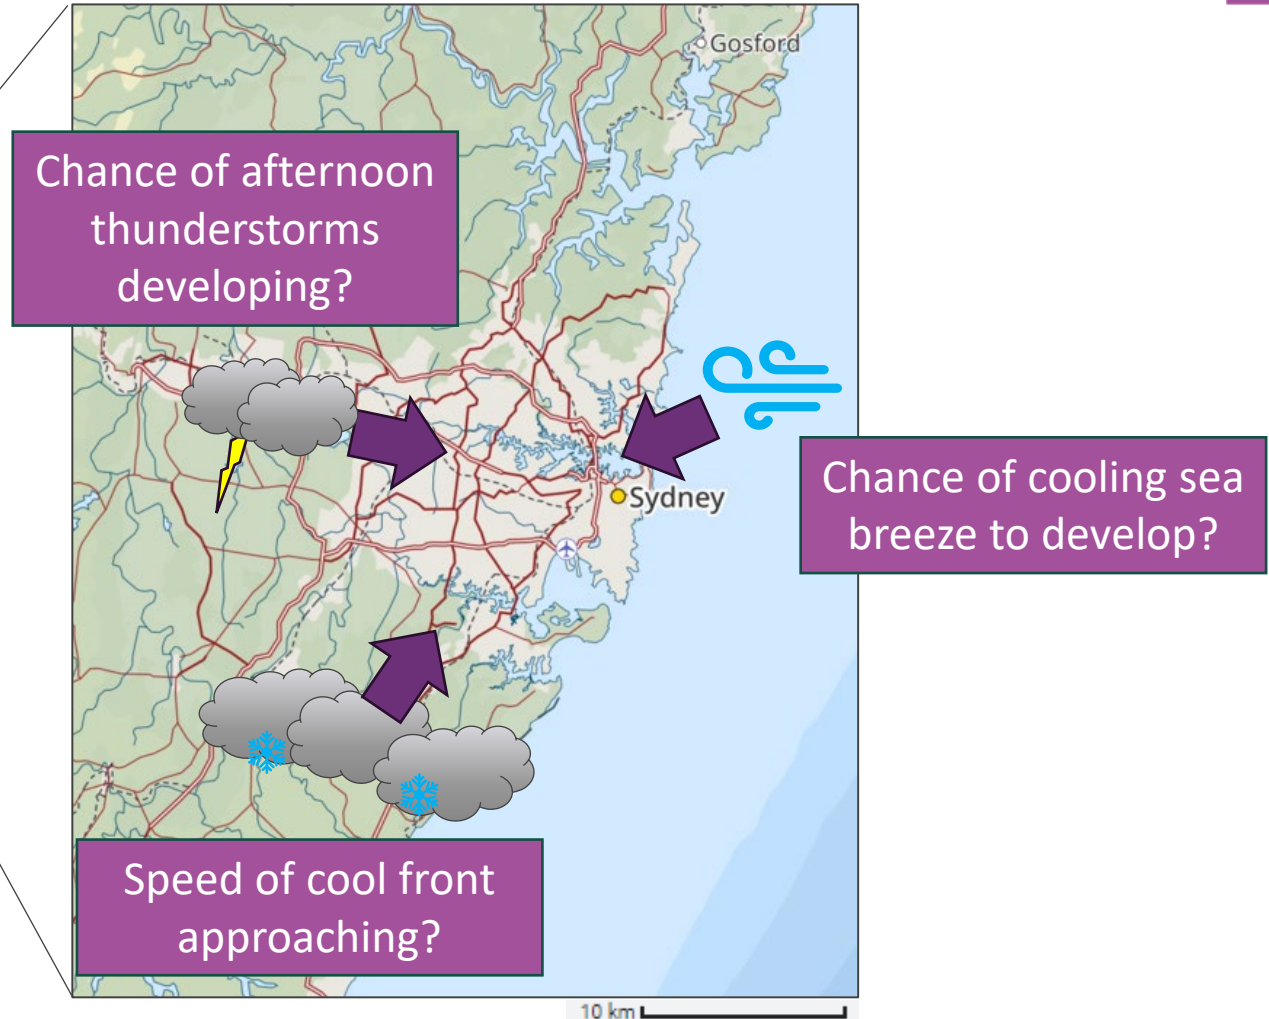 Gosford
Chance of afternoon
thunderstorms
developing?
Sydney
Chance of cooling sea
breeze to develop?
Speed of cool front
approaching?
10 km